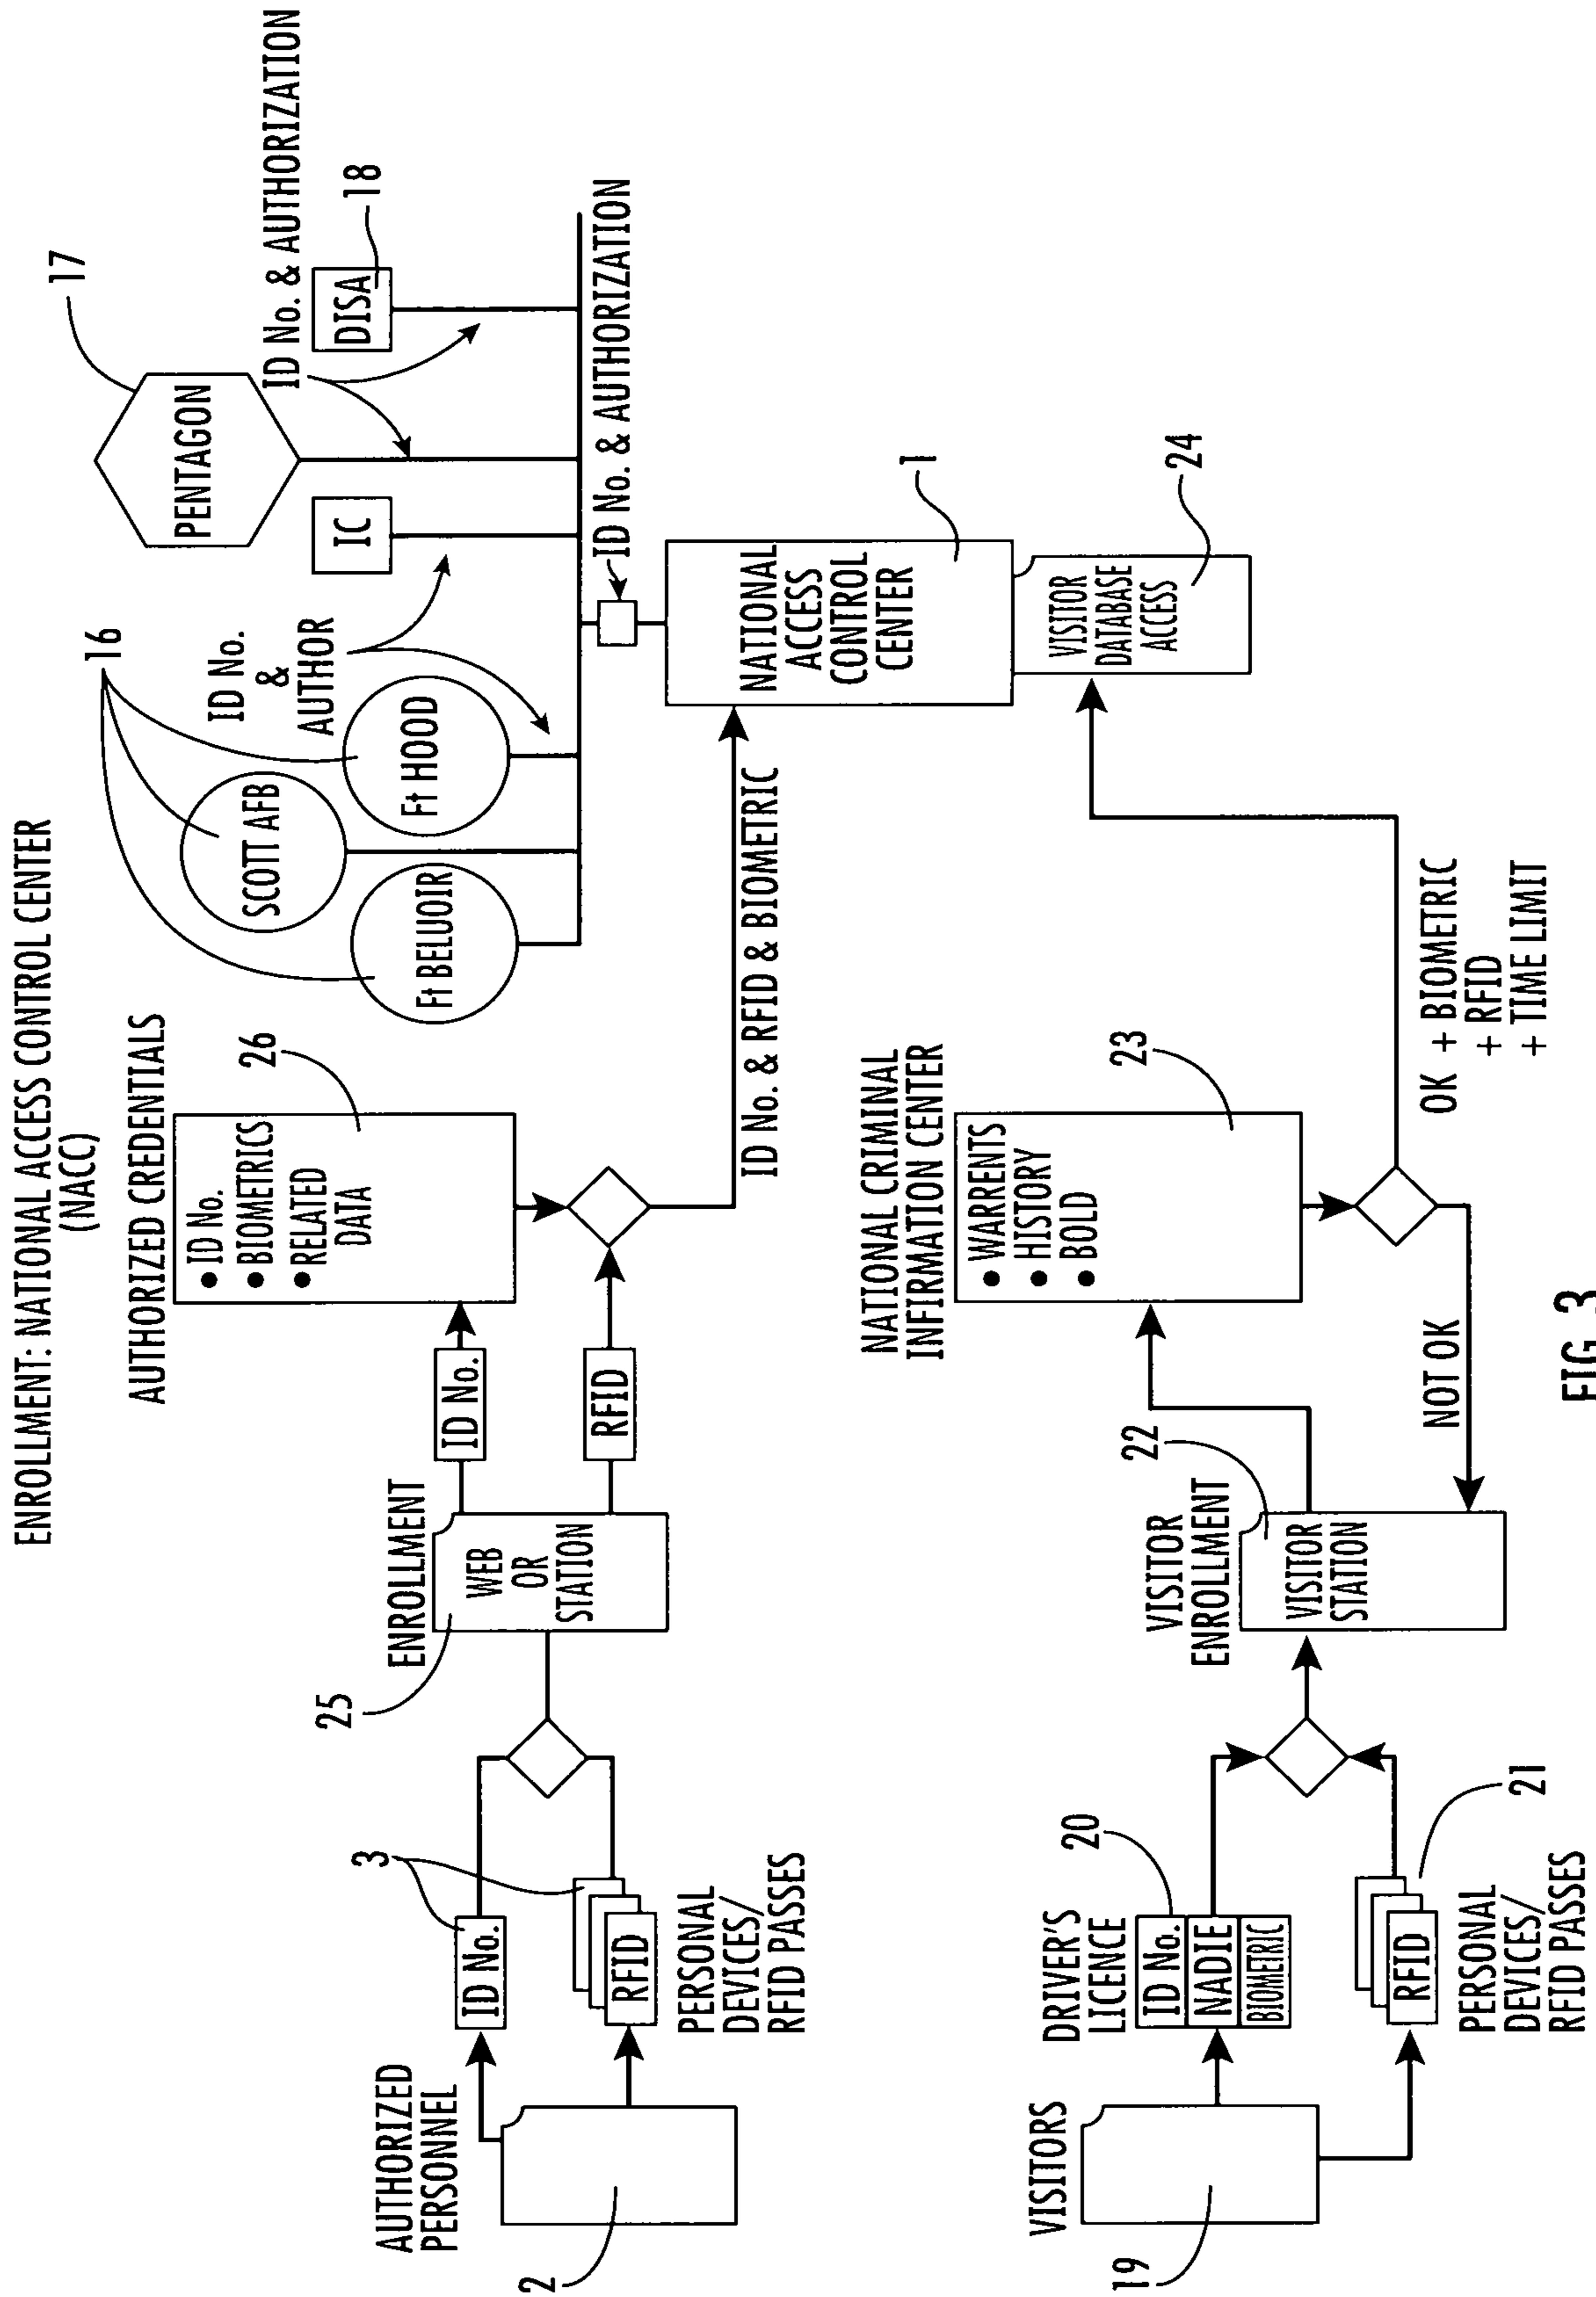 ENROLLMENT: NATIONAL ACCESS CONTROL CENTER
(NACC)
AUTHORIZED CREDENTIALS
• ID No.
• BIOMETRICS
• RELATED
DATA
26
16
17
PENTAGON
SCOTT AFB
Ft BELUOIR
Ft HOOD
ID No.
&
AUTHOR
IC
ID No. & AUTHORIZATION
DISA
18
ID No. & AUTHORIZATION
AUTHORIZED
PERSONNEL
2
3
ID No.
RFID
PERSONAL
DEVICES/
RFID PASSES
25
ENROLLMENT
WEB
OR
STATION
ID No.
RFID
ID No. & RFID & BIOMETRIC
NATIONAL
ACCESS
CONTROL
CENTER
1
VISITOR
DATABASE
ACCESS
24
VISITORS
19
DRIVER'S
LICENCE
20
ID No.
NADIE
BIOMETRIC
RFID
21
PERSONAL
DEVICES/
RFID PASSES
VISITOR
ENROLLMENT
22
VISITOR
STATION
NATIONAL CRIMINAL
INFIRMATION CENTER
• WARRENTS
• HISTORY
• BOLD
23
NOT OK
OK + BIOMETRIC
+ RFID
+ TIME LIMIT
FIG. 3